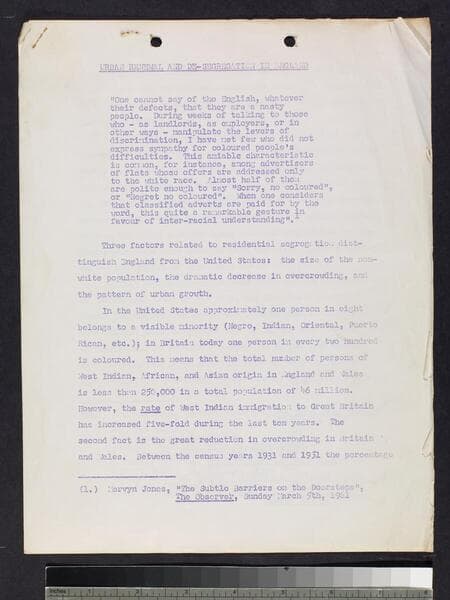 URBAN RENEWAL AND DE-SEGREGATION IN ENGLAND
"One cannot say of the English, whatever
their defects, that they are a nasty
people. During weeks of talking to those
who - as landlords, as employers, or in
other ways - manipulate the levers of
discrimination, I have met few who did not
express sympathy for coloured people's
difficulties. This amiable characteristic
is common, for instance, among advertisers
of flats whose offers are addressed only
to the white race. Almost half of them
are polite enough to say "Sorry, no coloured",
or "Regret no coloured". When one considers
that classified adverts are paid for by the
word, this quite a remarkable gesture in
favour of inter-racial understanding".
Three factors related to residential segregation dist-
inguish England from the United States: the size of the non-
white population, the dramatic decrease in overcrowding, and
the pattern of urban growth.
In the United States approximately one person in eight
belongs to a visible minority (Negro, Indian, Oriental, Puerto
Rican, etc.); in Britain today one person in every two hundred
is coloured. This means that the total number of persons of
West Indian, African, and Asian origin in England and Wales
is less than 250,000 in a total population of 46 million.
However, the rate of West Indian immigration to Great Britain
has increased five-fold during the last ten years. The
second fact is the great reduction in overcrowding in Britain
and Wales. Between the census years 1931 and 1951 the percentage
(1.) Mervyn Jones, "The Subtle Barriers on the Doorsteps",
The Observer, Sunday March 5th, 1961
inches 1 2 3 4 5 6 7 8